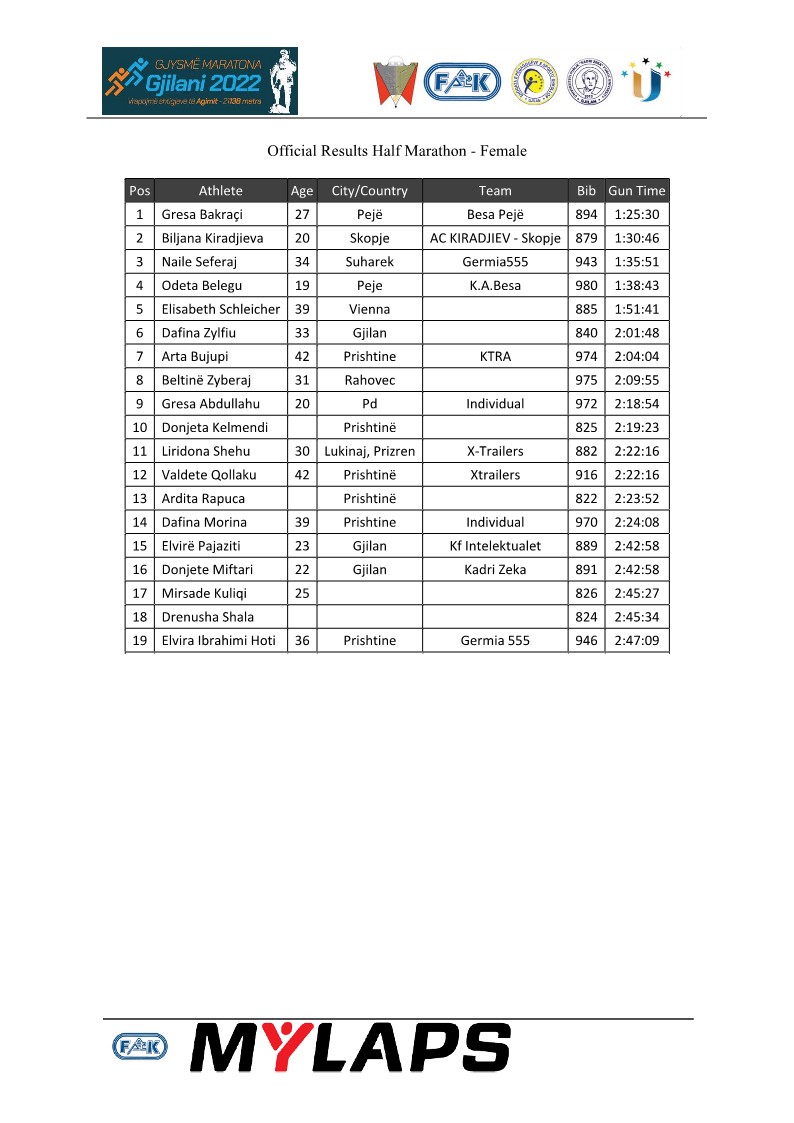 GJYSMË MARATONA
Gjilani 2022
Vrapojmë shtigjeve të Agimit - 21138 metra
FAK
Official Results Half Marathon - Female
Pos Athlete Age City/Country Team Bib Gun Time
1 Gresa Bakraçi 27 Pejë Besa Pejë 894 1:25:30
2 Biljana Kiradjieva 20 Skopje AC KIRADJIEV - Skopje 879 1:30:46
3 Naile Seferaj 34 Suharek Germia555 943 1:35:51
4 Odeta Belegu 19 Peje K.A.Besa 980 1:38:43
5 Elisabeth Schleicher 39 Vienna 885 1:51:41
6 Dafina Zylfiu 33 Gjilan 840 2:01:48
7 Arta Bujupi 42 Prishtine KTRA 974 2:04:04
8 Beltinë Zyberaj 31 Rahovec 975 2:09:55
9 Gresa Abdullahu 20 Pd Individual 972 2:18:54
10 Donjeta Kelmendi Prishtinë 825 2:19:23
11 Liridona Shehu 30 Lukinaj, Prizren X-Trailers 882 2:22:16
12 Valdete Qollaku 42 Prishtinë Xtrailers 916 2:22:16
13 Ardita Rapuca Prishtinë 822 2:23:52
14 Dafina Morina 39 Prishtine Individual 970 2:24:08
15 Elvirë Pajaziti 23 Gjilan Kf Intelektualet 889 2:42:58
16 Donjete Miftari 22 Gjilan Kadri Zeka 891 2:42:58
17 Mirsade Kuliqi 25 826 2:45:27
18 Drenusha Shala 824 2:45:34
19 Elvira Ibrahimi Hoti 36 Prishtine Germia 555 946 2:47:09
FAK MYLAPS